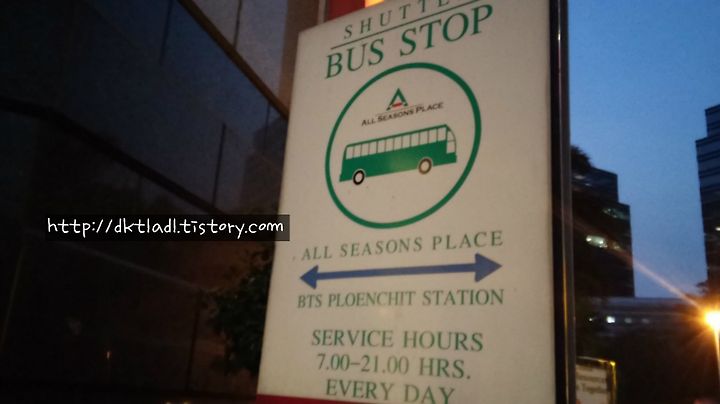 SHUTTLE
BUS STOP
ALL SEASONS PLACE
http://dktladl.tistory.com
ALL SEASONS PLACE
BTS PLOENCHIT STATION
SERVICE HOURS
7.00-21.00 HRS.
EVERY DAY